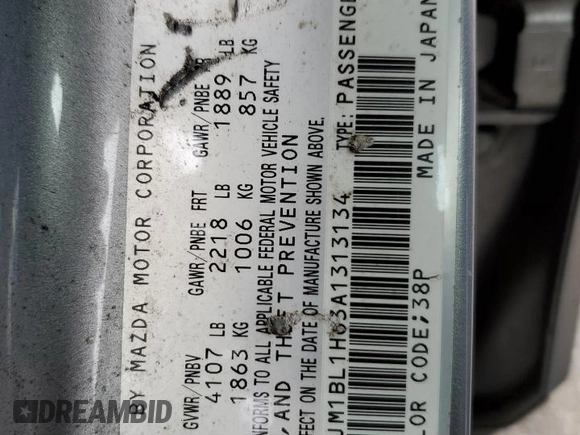 BY MAZDA MOTOR CORPORATION
GVWR/PNBV GAWR/PNBE FRT GAWR/PNBE RR
4107 LB 2218 LB 1889 LB
1863 KG 1006 KG 857 KG
NFORMS TO ALL APPLICABLE FEDERAL MOTOR VEHICLE SAFETY
, AND THEFT PREVENTION
FFECT ON THE DATE OF MANUFACTURE SHOWN ABOVE.
JM1BL1H63A1313134 TYPE: PASSENGE
LOR CODE;38P MADE IN JAPAN
DREAMBID